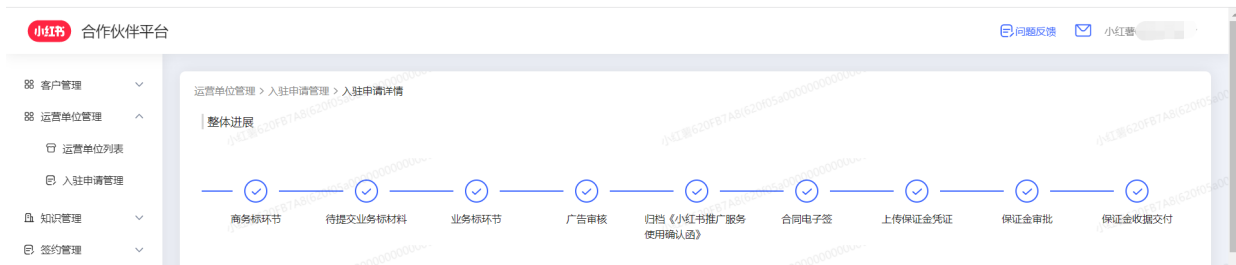 小红书 合作伙伴平台
问题反馈 小红薯
客户管理
运营单位管理
运营单位列表
入驻申请管理
知识管理
签约管理
运营单位管理 > 入驻申请管理 > 入驻申请详情
整体进展
商务标环节 待提交业务标材料 业务标环节 广告审核 归档《小红书推广服务 合同电子签 上传保证金凭证 保证金审批 保证金收据交付
使用确认函》